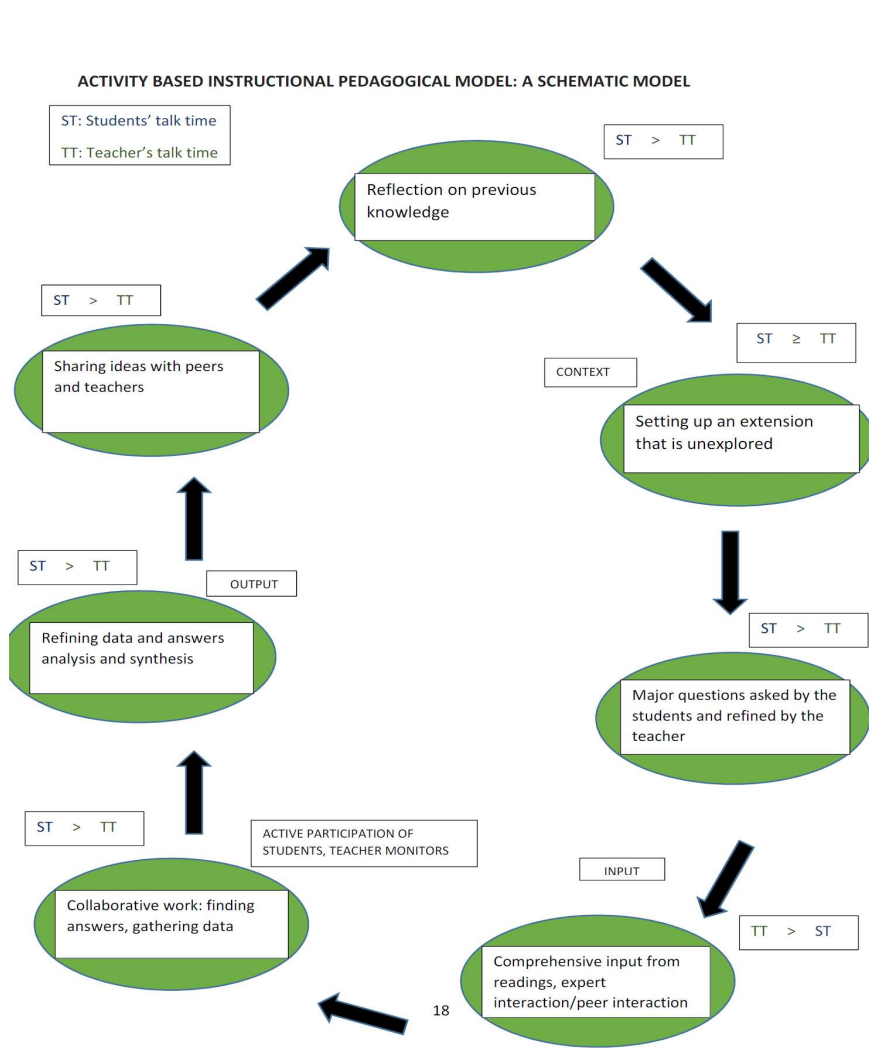 ACTIVITY BASED INSTRUCTIONAL PEDAGOGICAL MODEL: A SCHEMATIC MODEL
ST: Students’ talk time
TT: Teacher’s talk time
ST > TT
Reflection on previous
knowledge
ST ≥ TT
CONTEXT
Setting up an extension
that is unexplored
ST > TT
Major questions asked by the
students and refined by the
teacher
INPUT
TT > ST
Comprehensive input from
readings, expert
interaction/peer interaction
ST > TT
ACTIVE PARTICIPATION OF
STUDENTS, TEACHER MONITORS
Collaborative work: finding
answers, gathering data
ST > TT
OUTPUT
Refining data and answers
analysis and synthesis
ST > TT
Sharing ideas with peers
and teachers
18